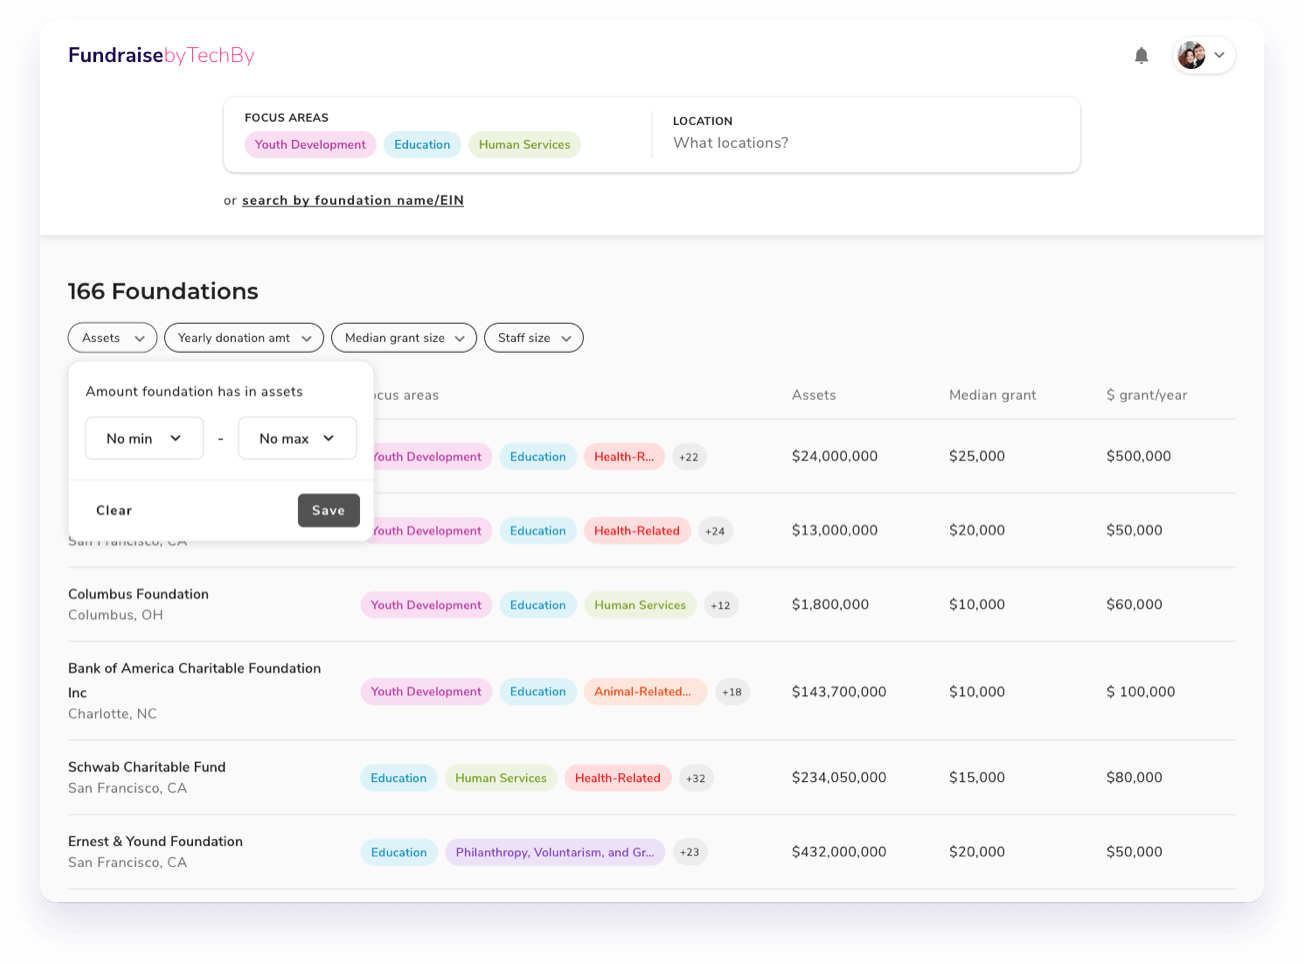 FundraisebyTechBy
FOCUS AREAS
Youth Development Education Human Services
LOCATION
What locations?
or search by foundation name/EIN
166 Foundations
Assets Yearly donation amt Median grant size Staff size
Amount foundation has in assets
No min - No max
Clear Save
cus areas Assets Median grant $ grant/year
Youth Development Education Health-R... +22 $24,000,000 $25,000 $500,000
Youth Development Education Health-Related +24 $13,000,000 $20,000 $50,000
San Francisco, CA
Columbus Foundation
Columbus, OH
Youth Development Education Human Services +12 $1,800,000 $10,000 $60,000
Bank of America Charitable Foundation
Inc
Charlotte, NC
Youth Development Education Animal-Related... +18 $143,700,000 $10,000 $ 100,000
Schwab Charitable Fund
San Francisco, CA
Education Human Services Health-Related +32 $234,050,000 $15,000 $80,000
Ernest & Yound Foundation
San Francisco, CA
Education Philanthropy, Voluntarism, and Gr... +23 $432,000,000 $20,000 $50,000